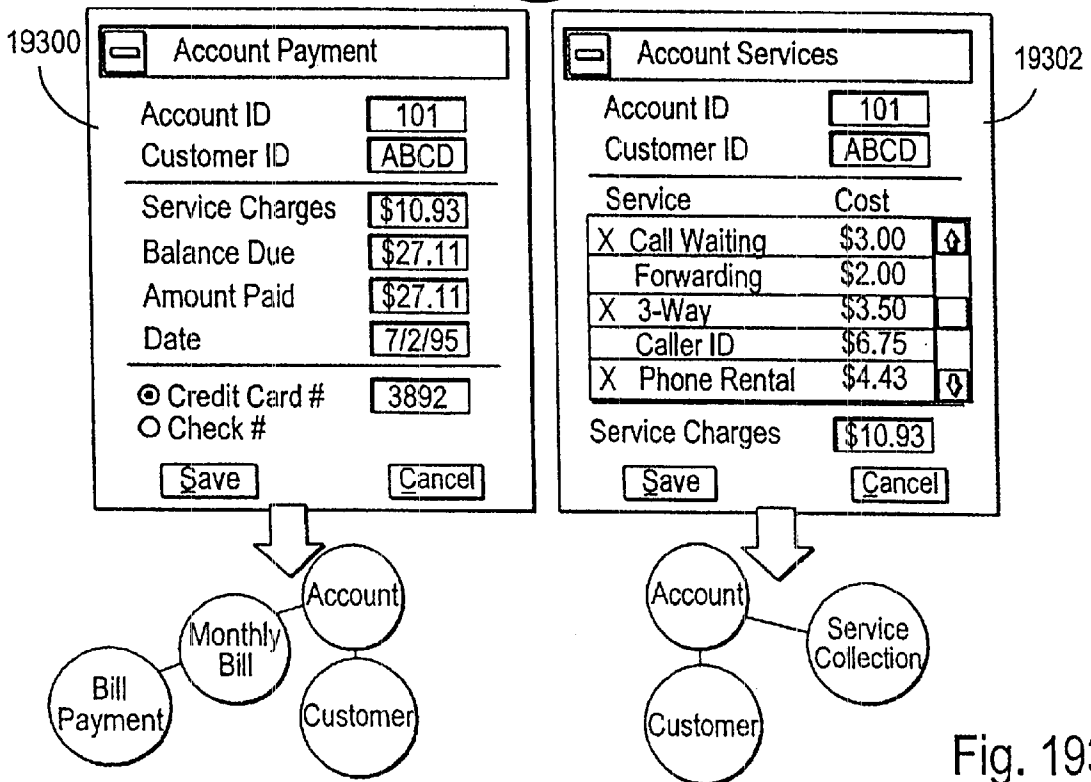 19300
Account Payment
Account ID 101
Customer ID ABCD
Service Charges $10.93
Balance Due $27.11
Amount Paid $27.11
Date 7/2/95
Credit Card # 3892
Check #
Save Cancel
Account
Monthly
Bill
Bill
Payment
Customer
19302
Account Services
Account ID 101
Customer ID ABCD
Service Cost
X Call Waiting $3.00
Forwarding $2.00
X 3-Way $3.50
Caller ID $6.75
X Phone Rental $4.43
Service Charges $10.93
Save Cancel
Account
Service
Collection
Customer
Fig. 193